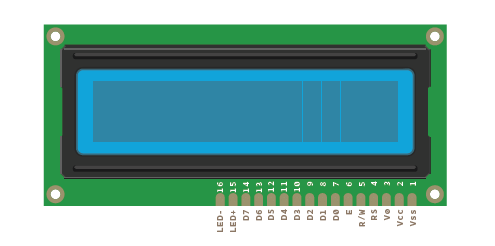 16 15 14 13 12 11 10 9 8 7 6 5 4 3 2 1
LED- LED+ D7 D6 D5 D4 D3 D2 D1 D0 E R/W RS Vo Vcc Vss